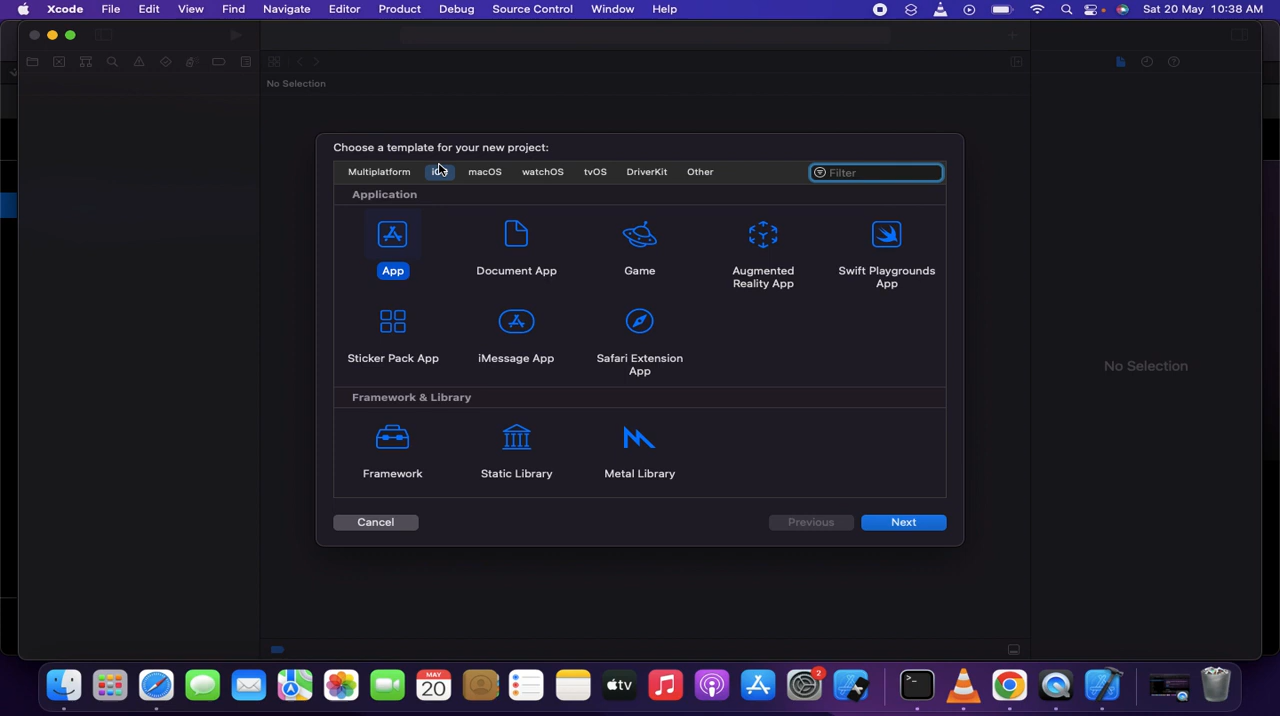 Xcode File Edit View Find Navigate Editor Product Debug Source Control Window Help Sat 20 May 10:38 AM
No Selection
Choose a template for your new project:
Multiplatform macOS watchOS tvOS DriverKit Other Filter
Application
App Document App Game Augmented Reality App Swift Playgrounds App
Sticker Pack App iMessage App Safari Extension App
Framework & Library
Framework Static Library Metal Library
Cancel Previous Next
No Selection
MAY
20
tv
2
>_